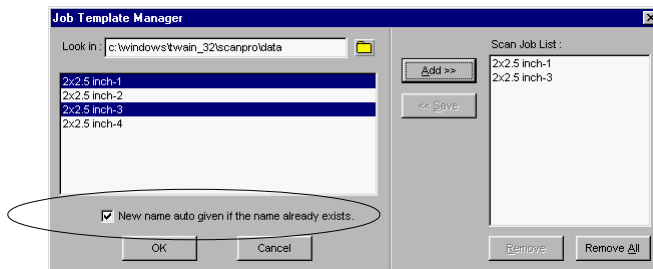 Job Template Manager
Look in : c:\windows\twain_32\scanpro\data
2x2.5 inch-1
2x2.5 inch-2
2x2.5 inch-3
2x2.5 inch-4
New name auto given if the name already exists.
OK
Cancel
Add >>
<< Save
Scan Job List :
2x2.5 inch-1
2x2.5 inch-3
Remove
Remove All